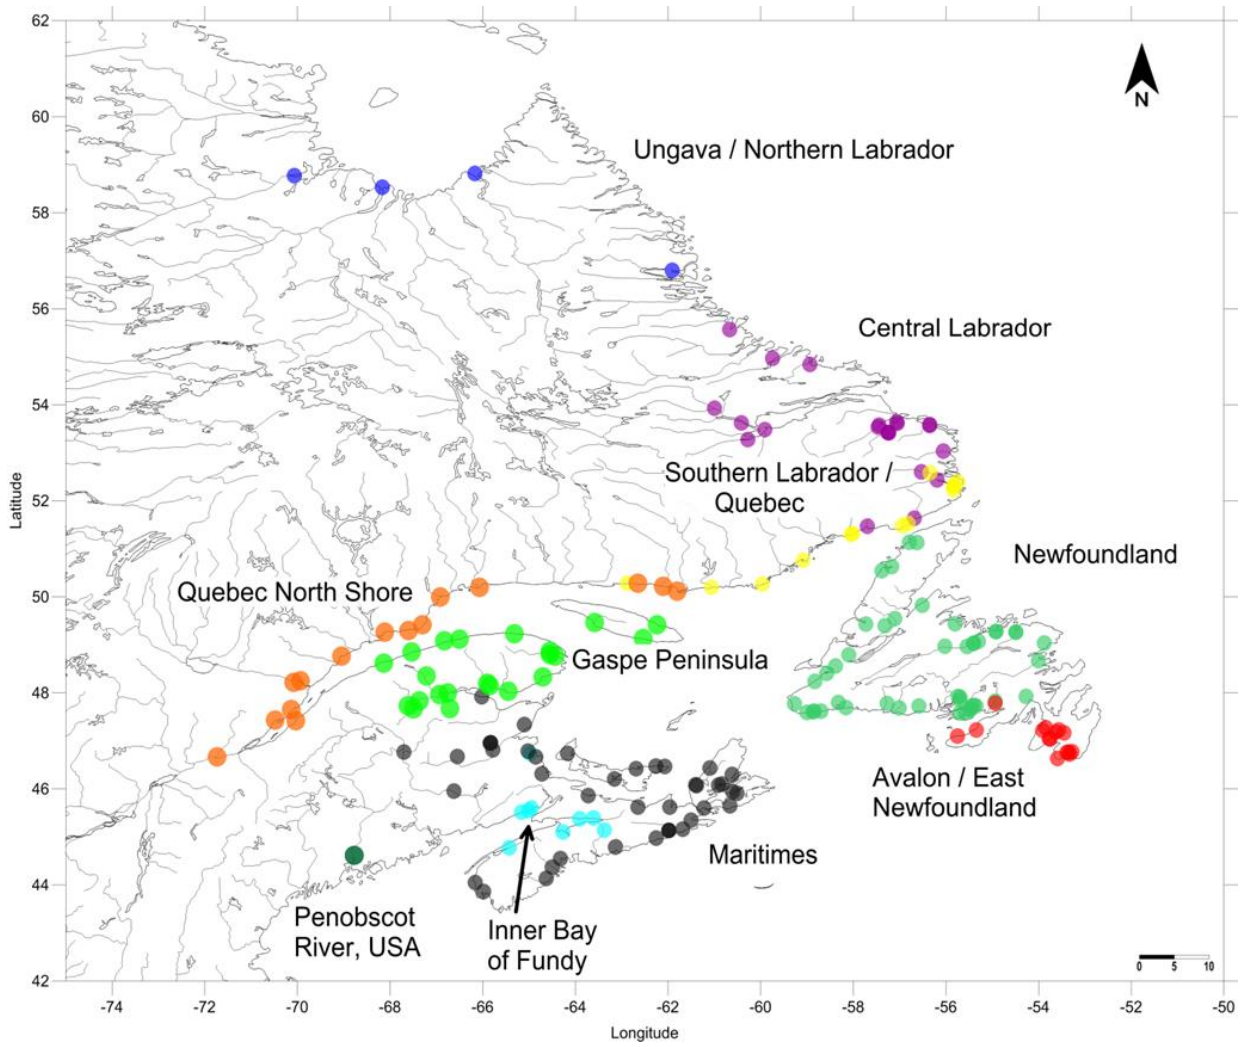 62
60
58
56
54
52
50
48
46
44
42
Latitude
N
Ungava / Northern Labrador
Central Labrador
Southern Labrador /
Quebec
Newfoundland
Quebec North Shore
Gaspe Peninsula
Avalon / East
Newfoundland
Maritimes
Penobscot
River, USA
Inner Bay
of Fundy
0 5 10
-74 -72 -70 -68 -66 -64 -62 -60 -58 -56 -54 -52 -50
Longitude